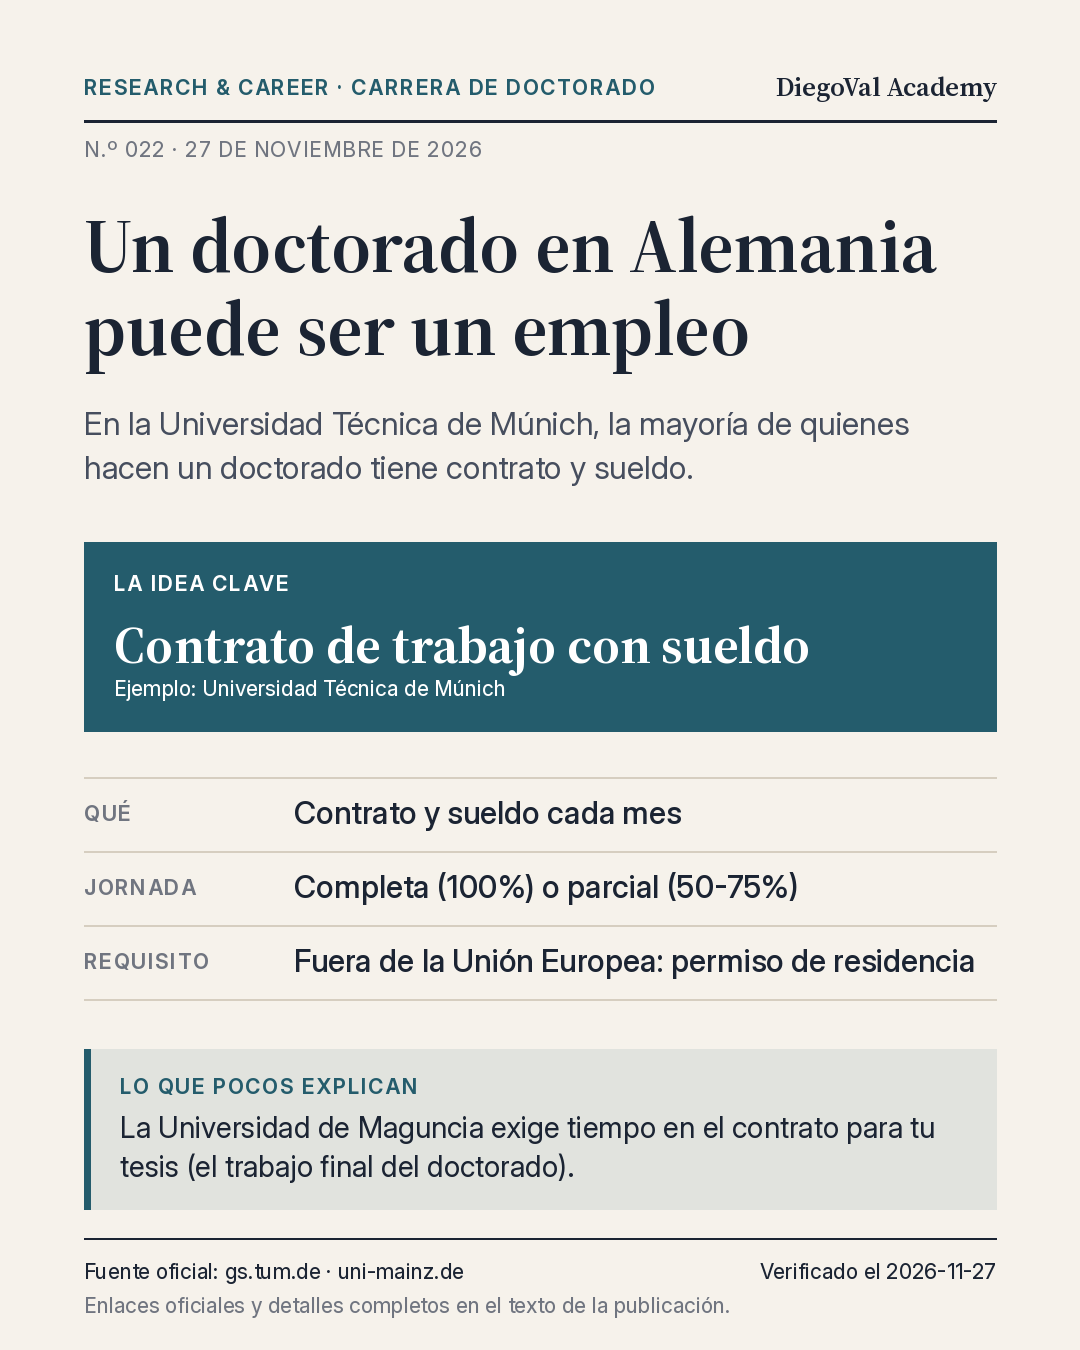 RESEARCH & CAREER · CARRERA DE DOCTORADO
DiegoVal Academy
N.º 022 · 27 DE NOVIEMBRE DE 2026
Un doctorado en Alemania
puede ser un empleo
En la Universidad Técnica de Múnich, la mayoría de quienes
hacen un doctorado tiene contrato y sueldo.
LA IDEA CLAVE
Contrato de trabajo con sueldo
Ejemplo: Universidad Técnica de Múnich
QUÉ
Contrato y sueldo cada mes
JORNADA
Completa (100%) o parcial (50-75%)
REQUISITO
Fuera de la Unión Europea: permiso de residencia
LO QUE POCOS EXPLICAN
La Universidad de Maguncia exige tiempo en el contrato para tu
tesis (el trabajo final del doctorado).
Fuente oficial: gs.tum.de · uni-mainz.de
Verificado el 2026-11-27
Enlaces oficiales y detalles completos en el texto de la publicación.